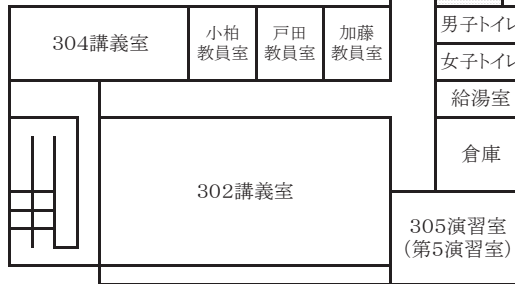 304講義室
小柏
教員室
戸田
教員室
加藤
教員室
男子トイレ
女子トイレ
給湯室
倉庫
302講義室
305演習室
(第5演習室)